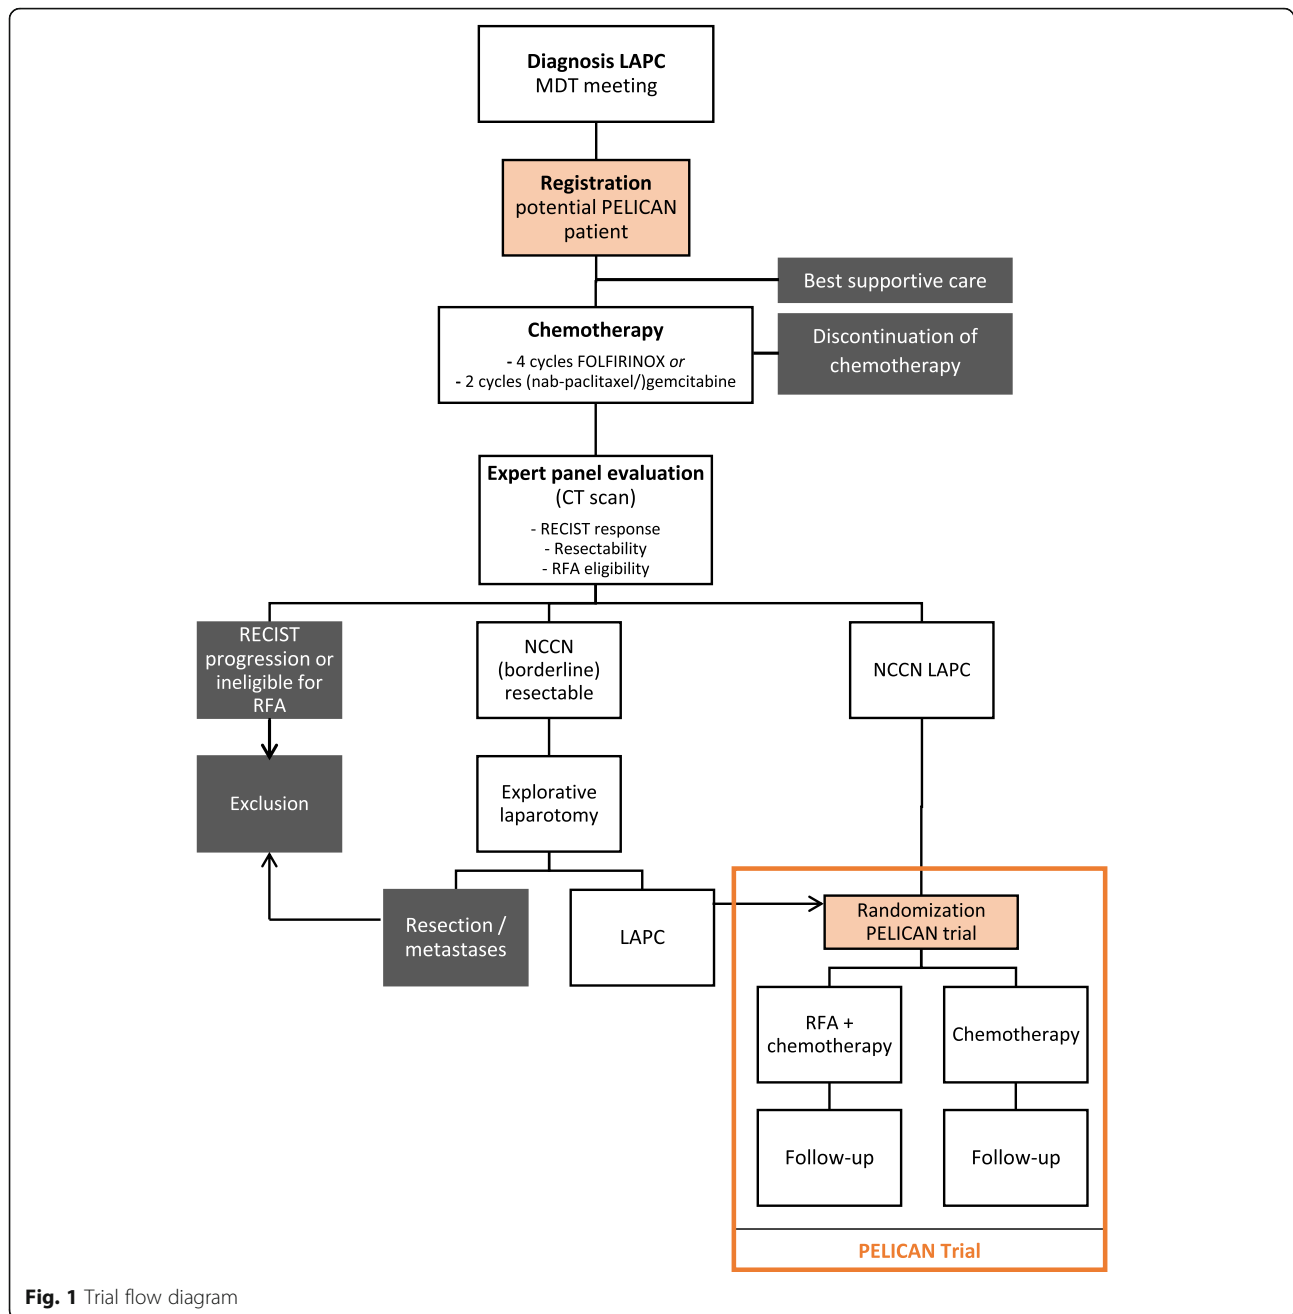 Diagnosis LAPC
MDT meeting
Registration
potential PELICAN
patient
Best supportive care
Chemotherapy
- 4 cycles FOLFIRINOX or
- 2 cycles (nab-paclitaxel/)gemcitabine
Discontinuation of
chemotherapy
Expert panel evaluation
(CT scan)
- RECIST response
- Resectability
- RFA eligibility
RECIST
progression or
ineligible for
RFA
NCCN
(borderline)
resectable
NCCN LAPC
Exclusion
Explorative
laparotomy
Resection /
metastases
LAPC
Randomization
PELICAN trial
RFA +
chemotherapy
Chemotherapy
Follow-up
Follow-up
PELICAN Trial
Fig. 1 Trial flow diagram